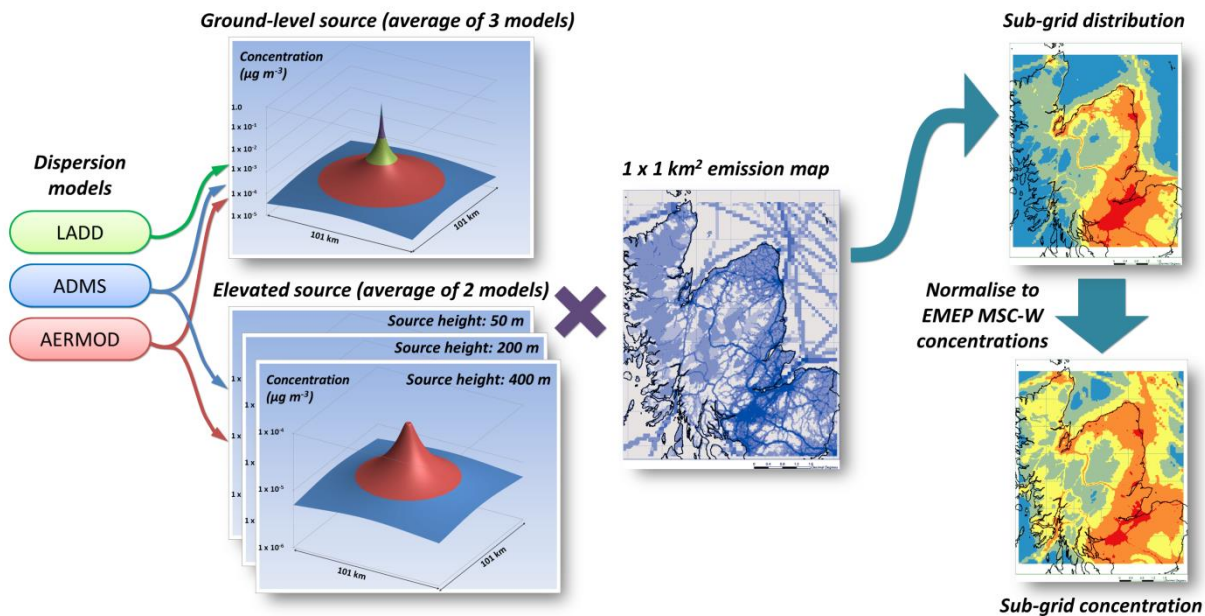 Ground-level source (average of 3 models)
Concentration
(µg m⁻³)
1.0
1 x 10⁻¹
1 x 10⁻²
1 x 10⁻³
1 x 10⁻⁴
1 x 10⁻⁵
101 km
101 km
Dispersion
models
LADD
ADMS
AERMOD
Elevated source (average of 2 models)
Source height: 50 m
Source height: 200 m
Source height: 400 m
Concentration
(µg m⁻³)
1 x
1 x
1 x
1 x
1 x 10⁻⁴
1 x 10⁻⁵
1 x 10⁻⁶
101 km
101 km
1 x 1 km² emission map
Sub-grid distribution
Normalise to
EMEP MSC-W
concentrations
Sub-grid concentration